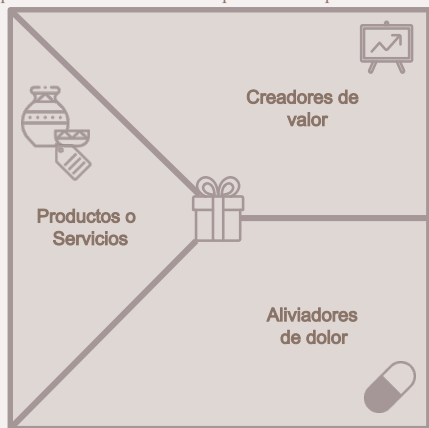 Creadores de
valor
Productos o
Servicios
Aliviadores
de dolor